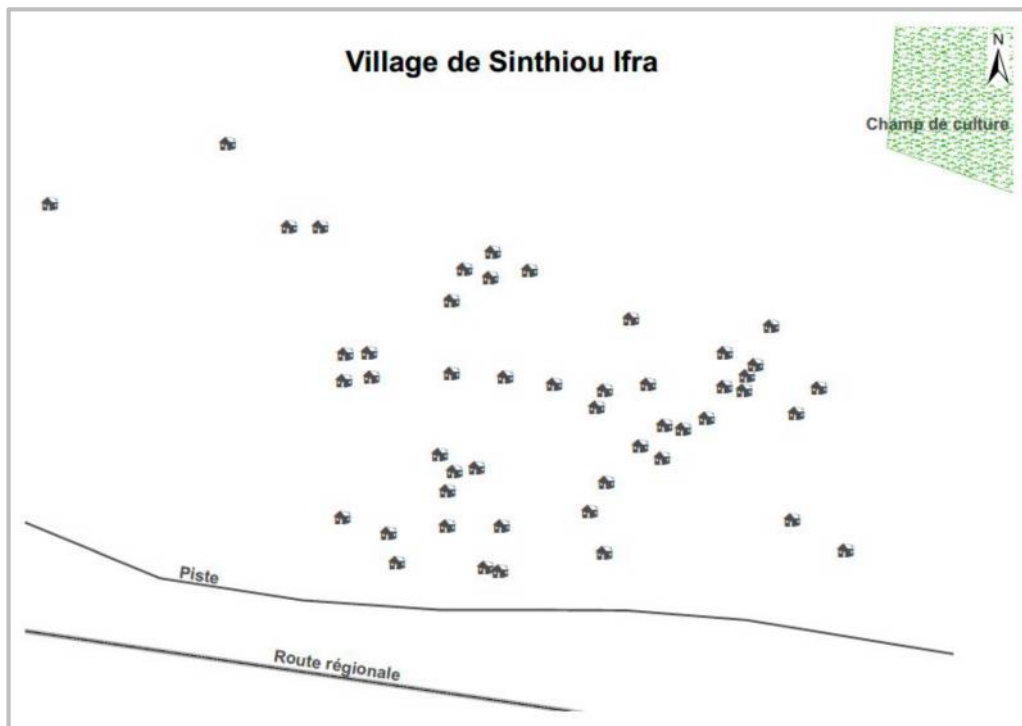 Village de Sinthiou Ifra
N
Champ de culture
Piste
Route régionale